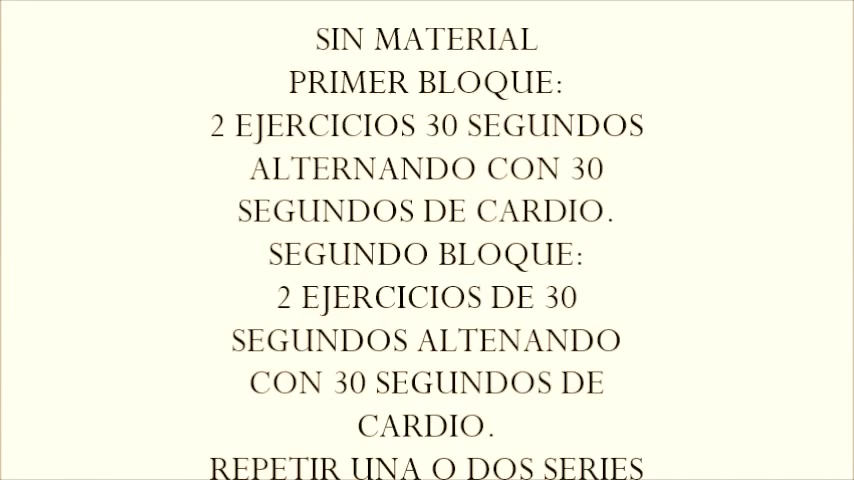 SIN MATERIAL
PRIMER BLOQUE:
2 EJERCICIOS 30 SEGUNDOS
ALTERNANDO CON 30
SEGUNDOS DE CARDIO.
SEGUNDO BLOQUE:
2 EJERCICIOS DE 30
SEGUNDOS ALTENANDO
CON 30 SEGUNDOS DE
CARDIO.
REPETIR UNA O DOS SERIES